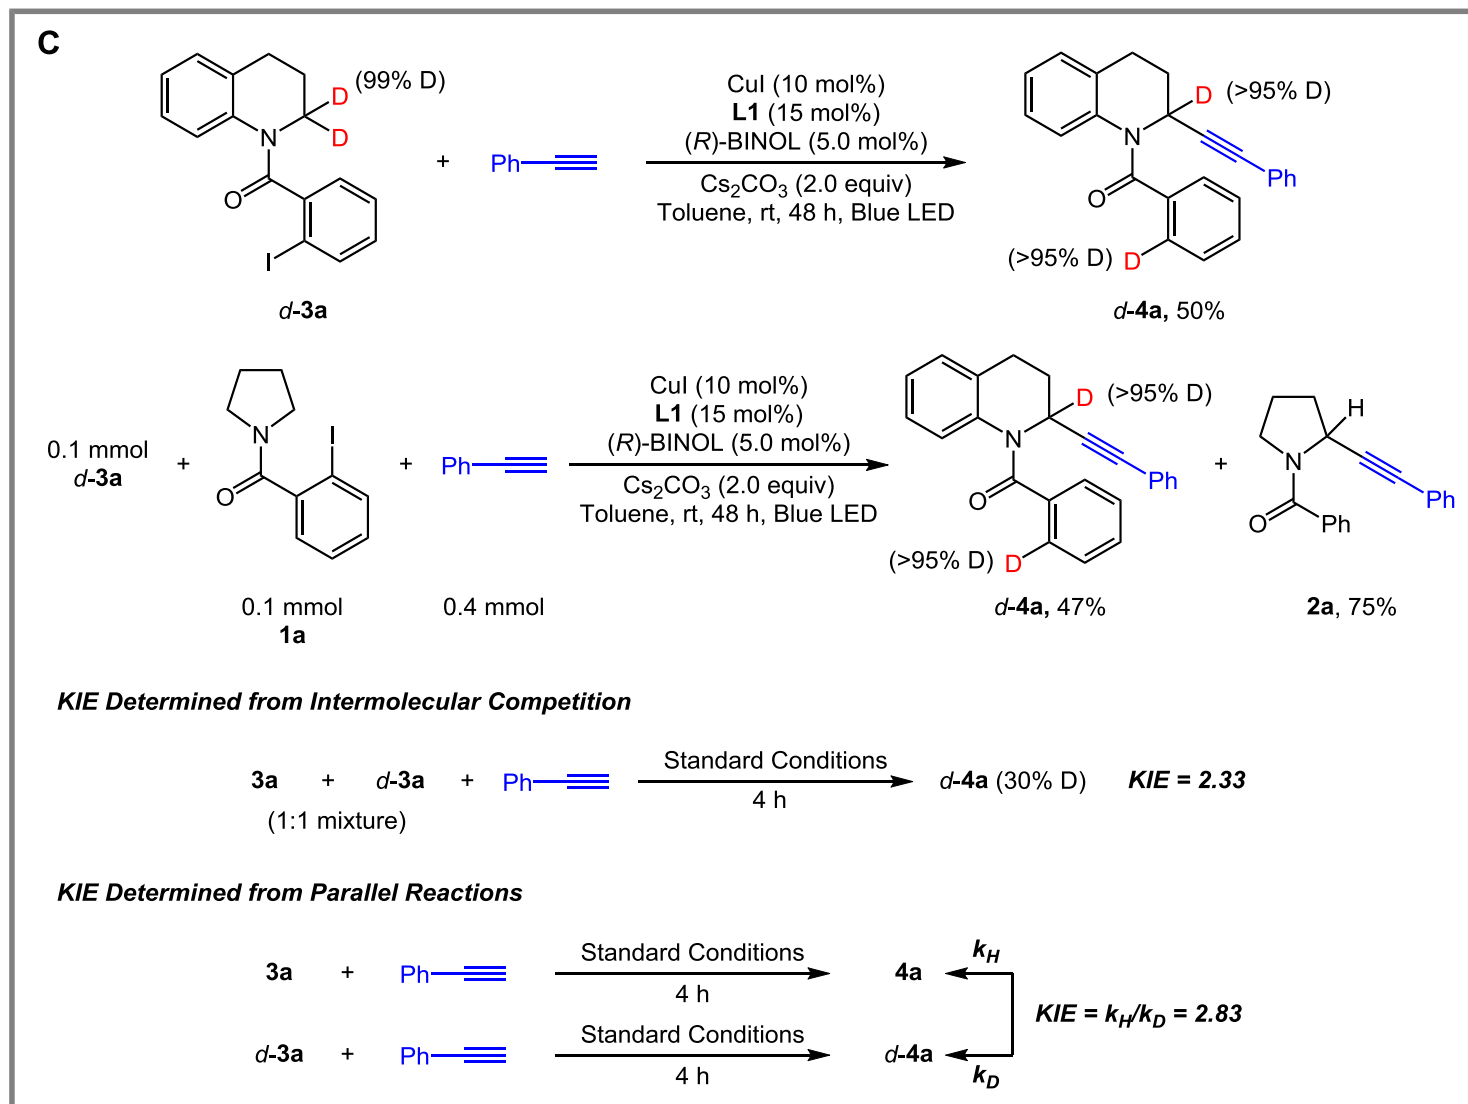 C
D (99% D)
D
N
O
I
d-3a
+
Ph
CuI (10 mol%)
L1 (15 mol%)
(R)-BINOL (5.0 mol%)
Cs2CO3 (2.0 equiv)
Toluene, rt, 48 h, Blue LED
D (>95% D)
N
Ph
O
(>95% D) D
d-4a, 50%
0.1 mmol
d-3a
+
N
I
O
0.1 mmol
1a
+
Ph
0.4 mmol
CuI (10 mol%)
L1 (15 mol%)
(R)-BINOL (5.0 mol%)
Cs2CO3 (2.0 equiv)
Toluene, rt, 48 h, Blue LED
D (>95% D)
N
Ph
O
(>95% D) D
d-4a, 47%
+
H
N
Ph
O
Ph
2a, 75%
KIE Determined from Intermolecular Competition
3a + d-3a + Ph
(1:1 mixture)
Standard Conditions
4 h
d-4a (30% D) KIE = 2.33
KIE Determined from Parallel Reactions
3a + Ph
Standard Conditions
4 h
4a
kH
KIE = kH/kD = 2.83
d-3a + Ph
Standard Conditions
4 h
d-4a
kD